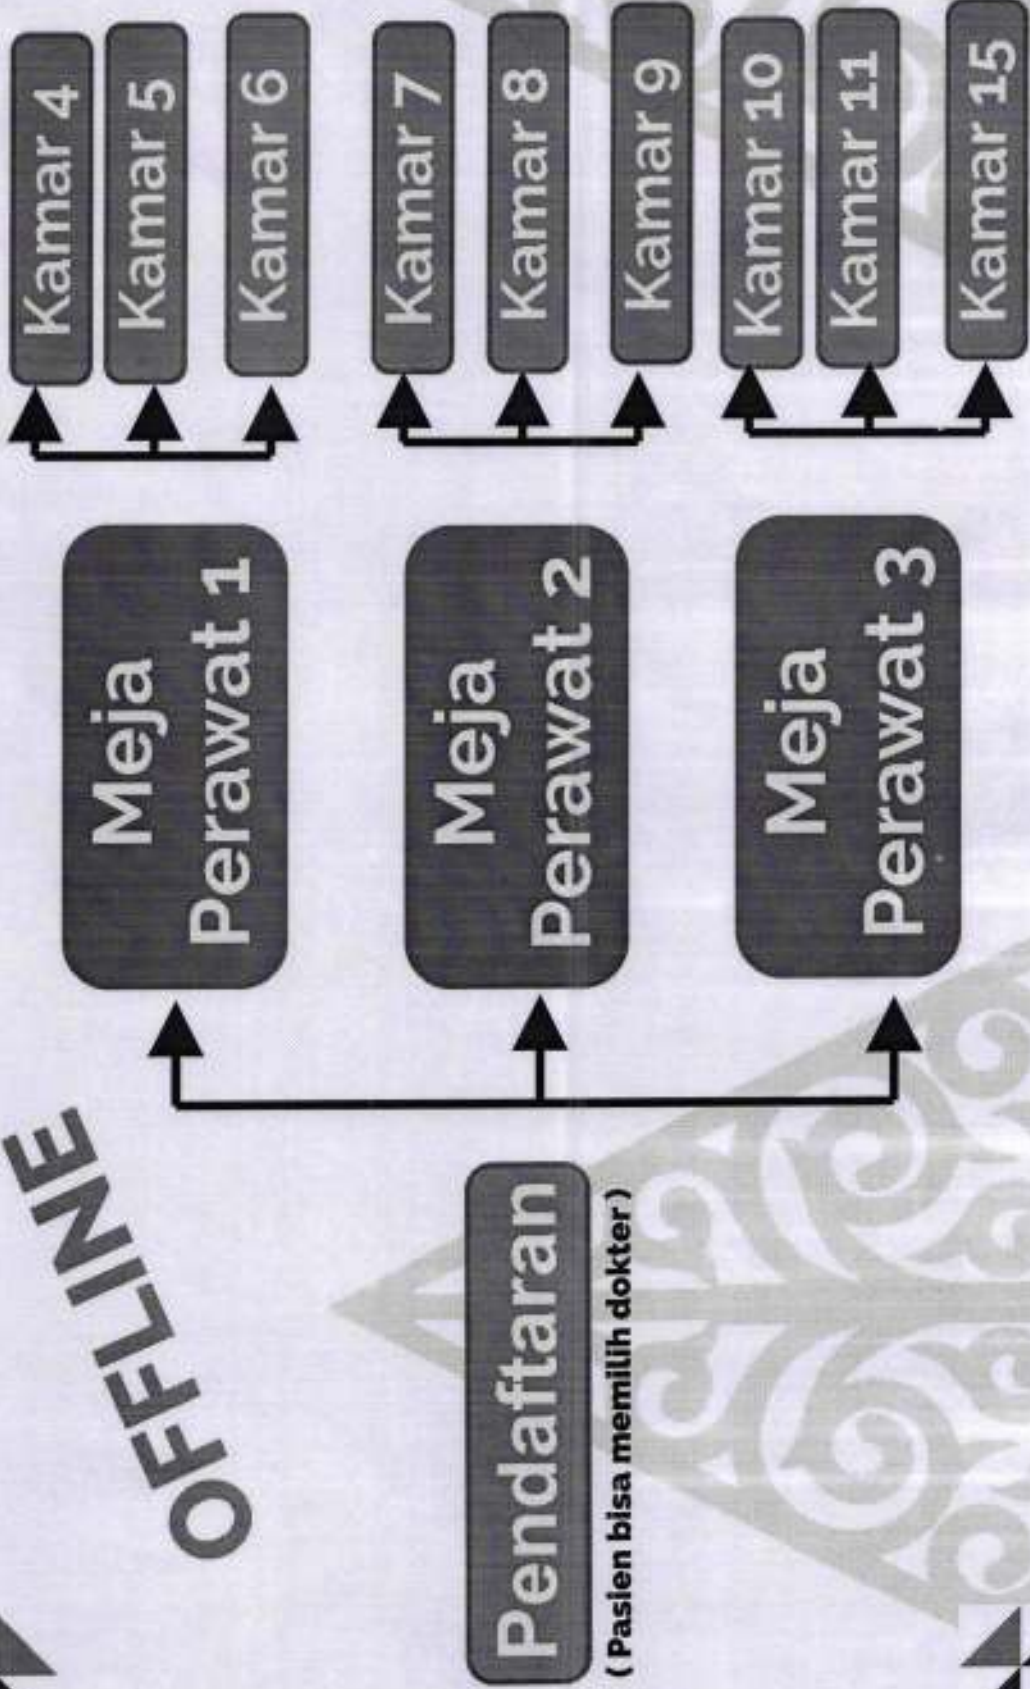 OFFLINE
Pendaftaran
( Pasien bisa memilih dokter )
Meja
Perawat 1
Meja
Perawat 2
Meja
Perawat 3
Kamar 4
Kamar 5
Kamar 6
Kamar 7
Kamar 8
Kamar 9
Kamar 10
Kamar 11
Kamar 15